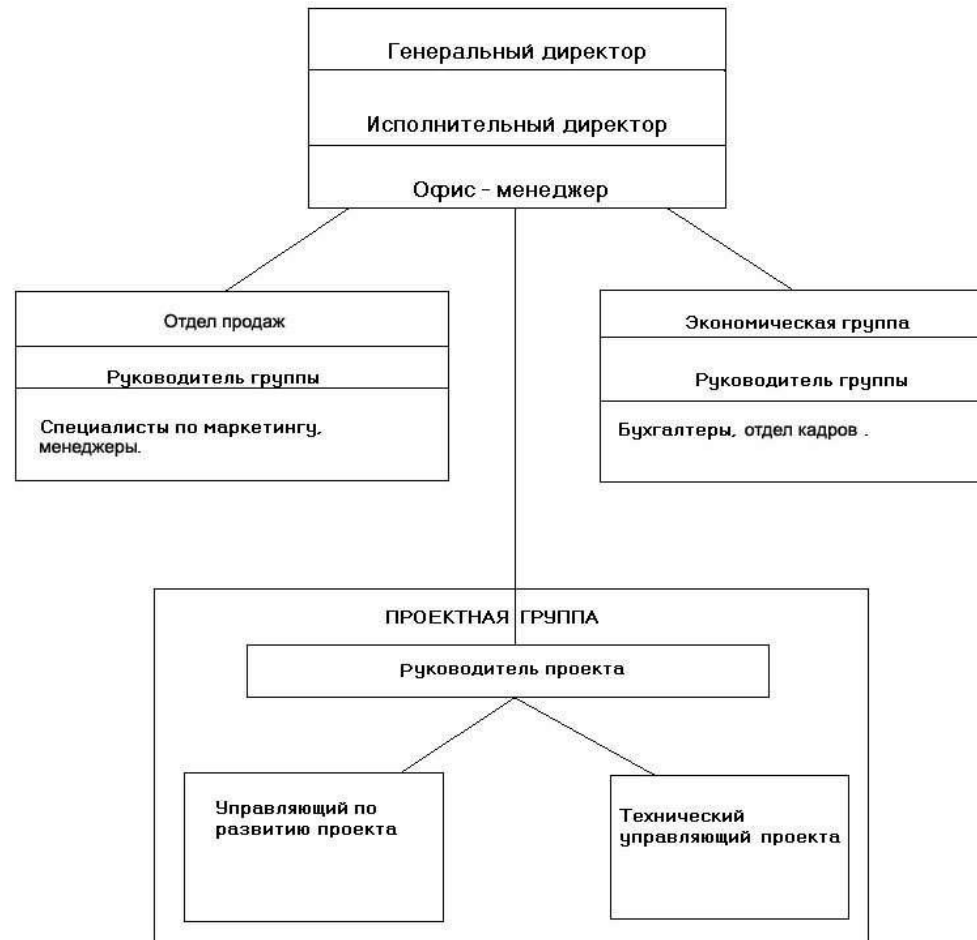 Генеральный директор
Исполнительный директор
Офис - менеджер
Отдел продаж
Руководитель группы
Специалисты по маркетингу,
менеджеры.
Экономическая группа
Руководитель группы
Бухгалтеры, отдел кадров .
ПРОЕКТНАЯ ГРУППА
Руководитель проекта
Управляющий по
развитию проекта
Технический
управляющий проекта